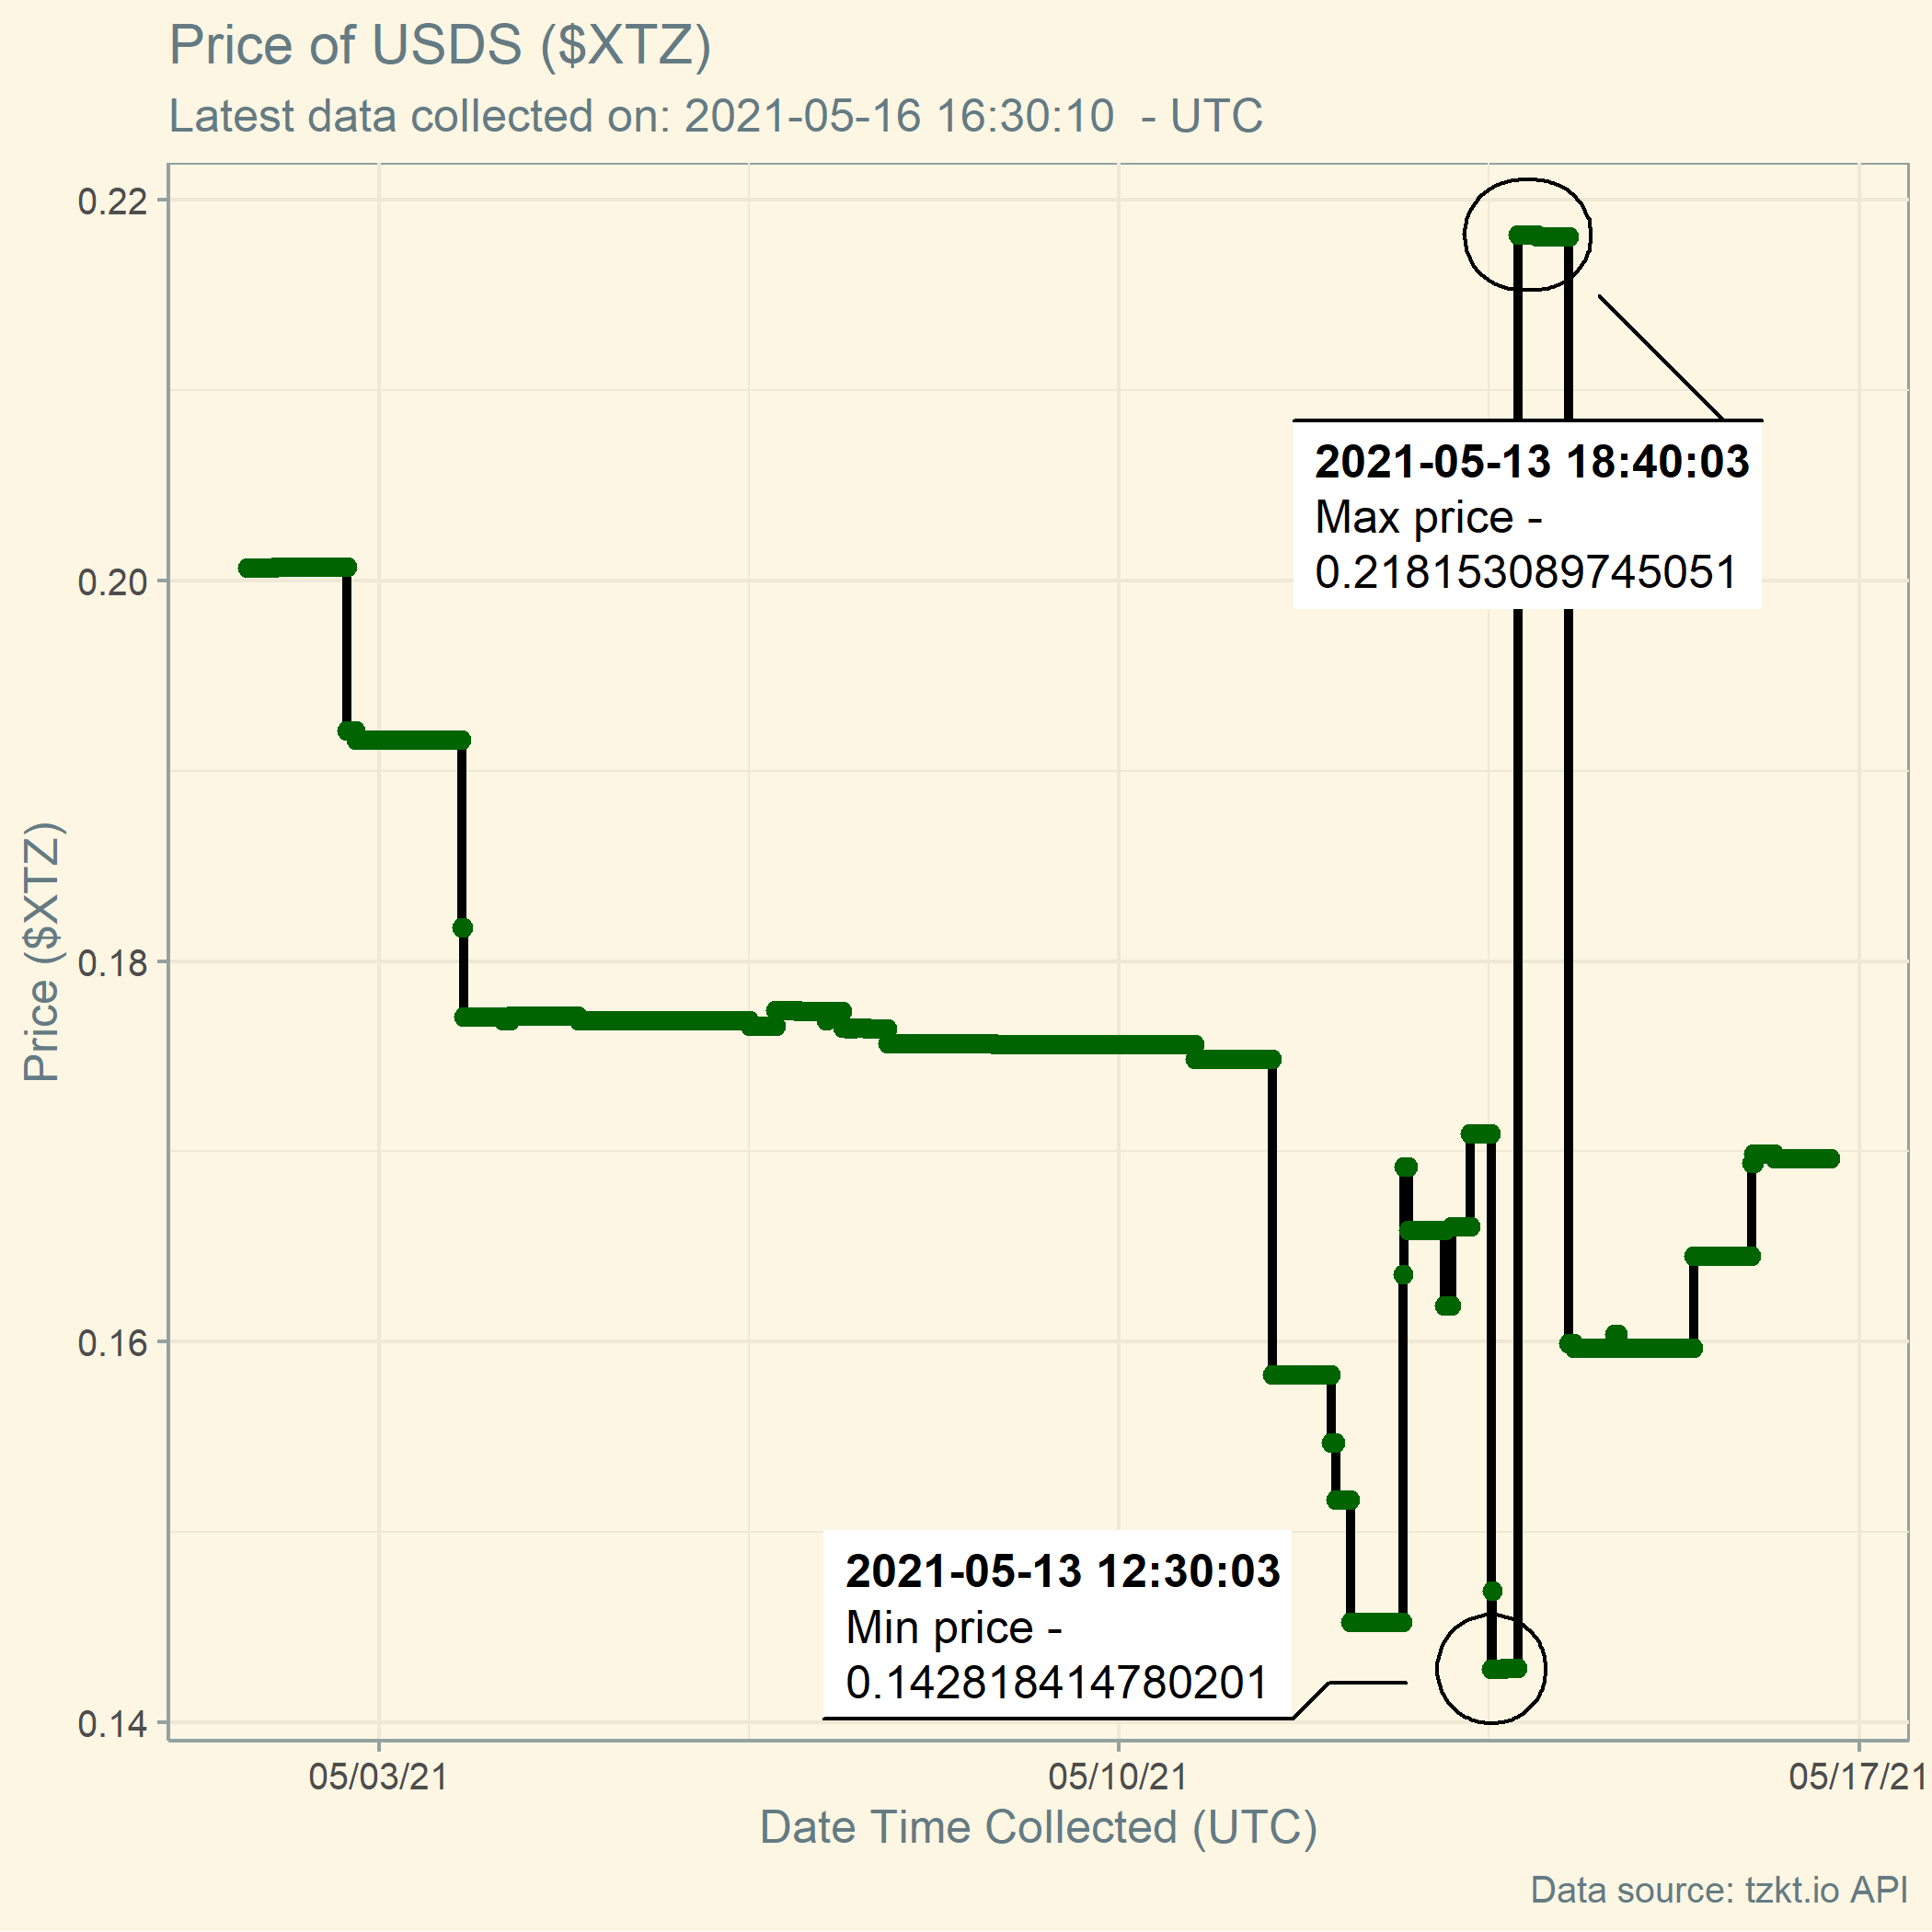 Price of USDS ($XTZ)
Latest data collected on: 2021-05-16 16:30:10  - UTC
0.22
0.20
0.18
0.16
0.14
Price ($XTZ)
2021-05-13 18:40:03
Max price -
0.218153089745051
2021-05-13 12:30:03
Min price -
0.142818414780201
05/03/21
05/10/21
05/17/21
Date Time Collected (UTC)
Data source: tzkt.io API